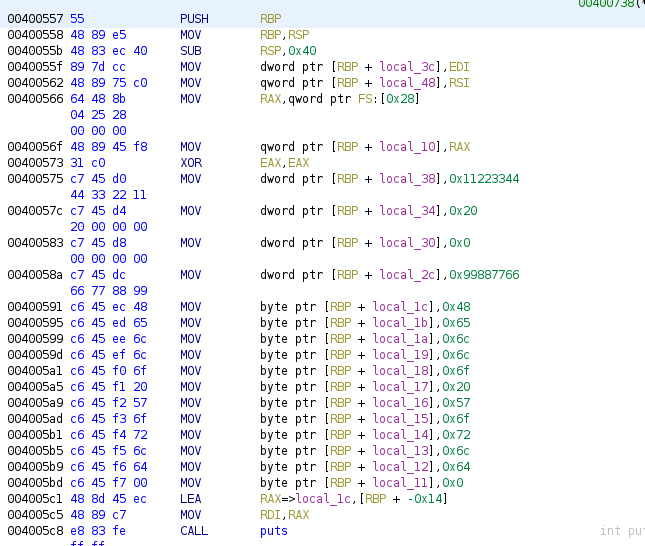 00400738(
00400557 55 PUSH RBP
00400558 48 89 e5 MOV RBP,RSP
0040055b 48 83 ec 40 SUB RSP,0x40
0040055f 89 7d cc MOV dword ptr [RBP + local_3c],EDI
00400562 48 89 75 c0 MOV qword ptr [RBP + local_48],RSI
00400566 64 48 8b MOV RAX,qword ptr FS:[0x28]
04 25 28
00 00 00
0040056f 48 89 45 f8 MOV qword ptr [RBP + local_10],RAX
00400573 31 c0 XOR EAX,EAX
00400575 c7 45 d0 MOV dword ptr [RBP + local_38],0x11223344
44 33 22 11
0040057c c7 45 d4 MOV dword ptr [RBP + local_34],0x20
20 00 00 00
00400583 c7 45 d8 MOV dword ptr [RBP + local_30],0x0
00 00 00 00
0040058a c7 45 dc MOV dword ptr [RBP + local_2c],0x99887766
66 77 88 99
00400591 c6 45 ec 48 MOV byte ptr [RBP + local_1c],0x48
00400595 c6 45 ed 65 MOV byte ptr [RBP + local_1b],0x65
00400599 c6 45 ee 6c MOV byte ptr [RBP + local_1a],0x6c
0040059d c6 45 ef 6c MOV byte ptr [RBP + local_19],0x6c
004005a1 c6 45 f0 6f MOV byte ptr [RBP + local_18],0x6f
004005a5 c6 45 f1 20 MOV byte ptr [RBP + local_17],0x20
004005a9 c6 45 f2 57 MOV byte ptr [RBP + local_16],0x57
004005ad c6 45 f3 6f MOV byte ptr [RBP + local_15],0x6f
004005b1 c6 45 f4 72 MOV byte ptr [RBP + local_14],0x72
004005b5 c6 45 f5 6c MOV byte ptr [RBP + local_13],0x6c
004005b9 c6 45 f6 64 MOV byte ptr [RBP + local_12],0x64
004005bd c6 45 f7 00 MOV byte ptr [RBP + local_11],0x0
004005c1 48 8d 45 ec LEA RAX=>local_1c,[RBP + -0x14]
004005c5 48 89 c7 MOV RDI,RAX
004005c8 e8 83 fe CALL puts int put
ff ff